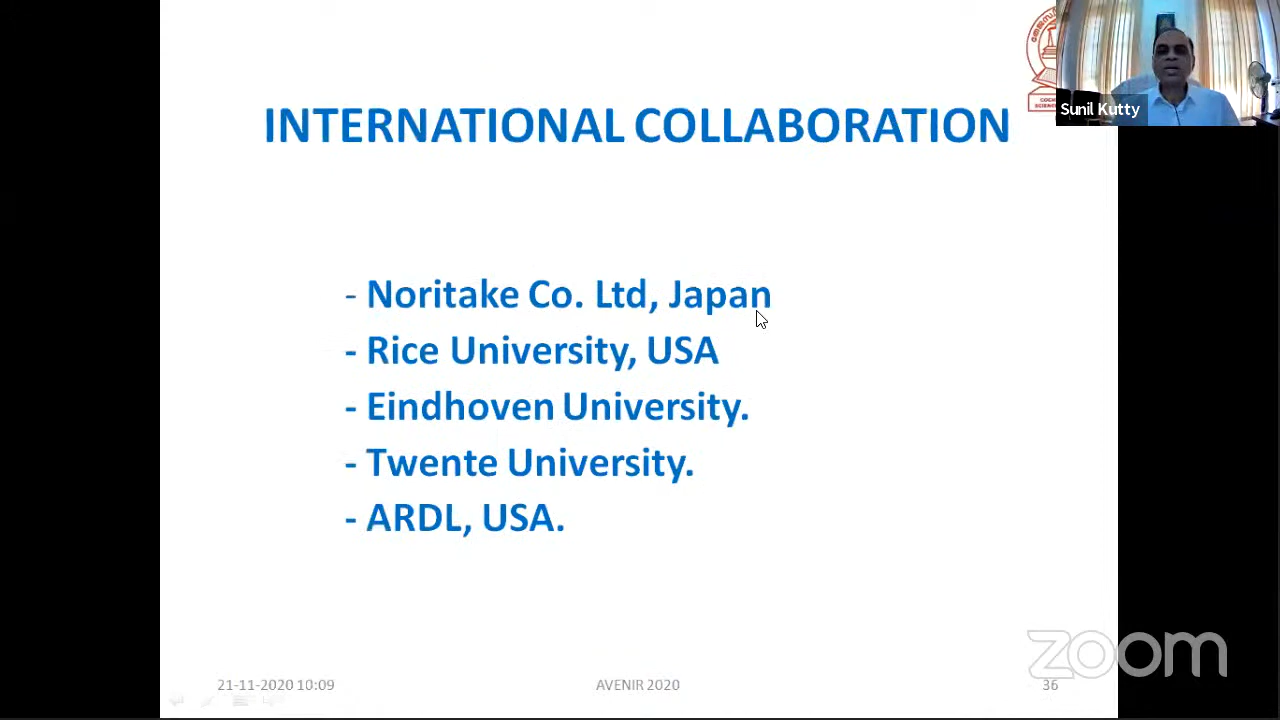 Sunil Kutty
INTERNATIONAL COLLABORATION
- Noritake Co. Ltd, Japan
- Rice University, USA
- Eindhoven University.
- Twente University.
- ARDL, USA.
zoom
21-11-2020 10:09
AVENIR 2020
36